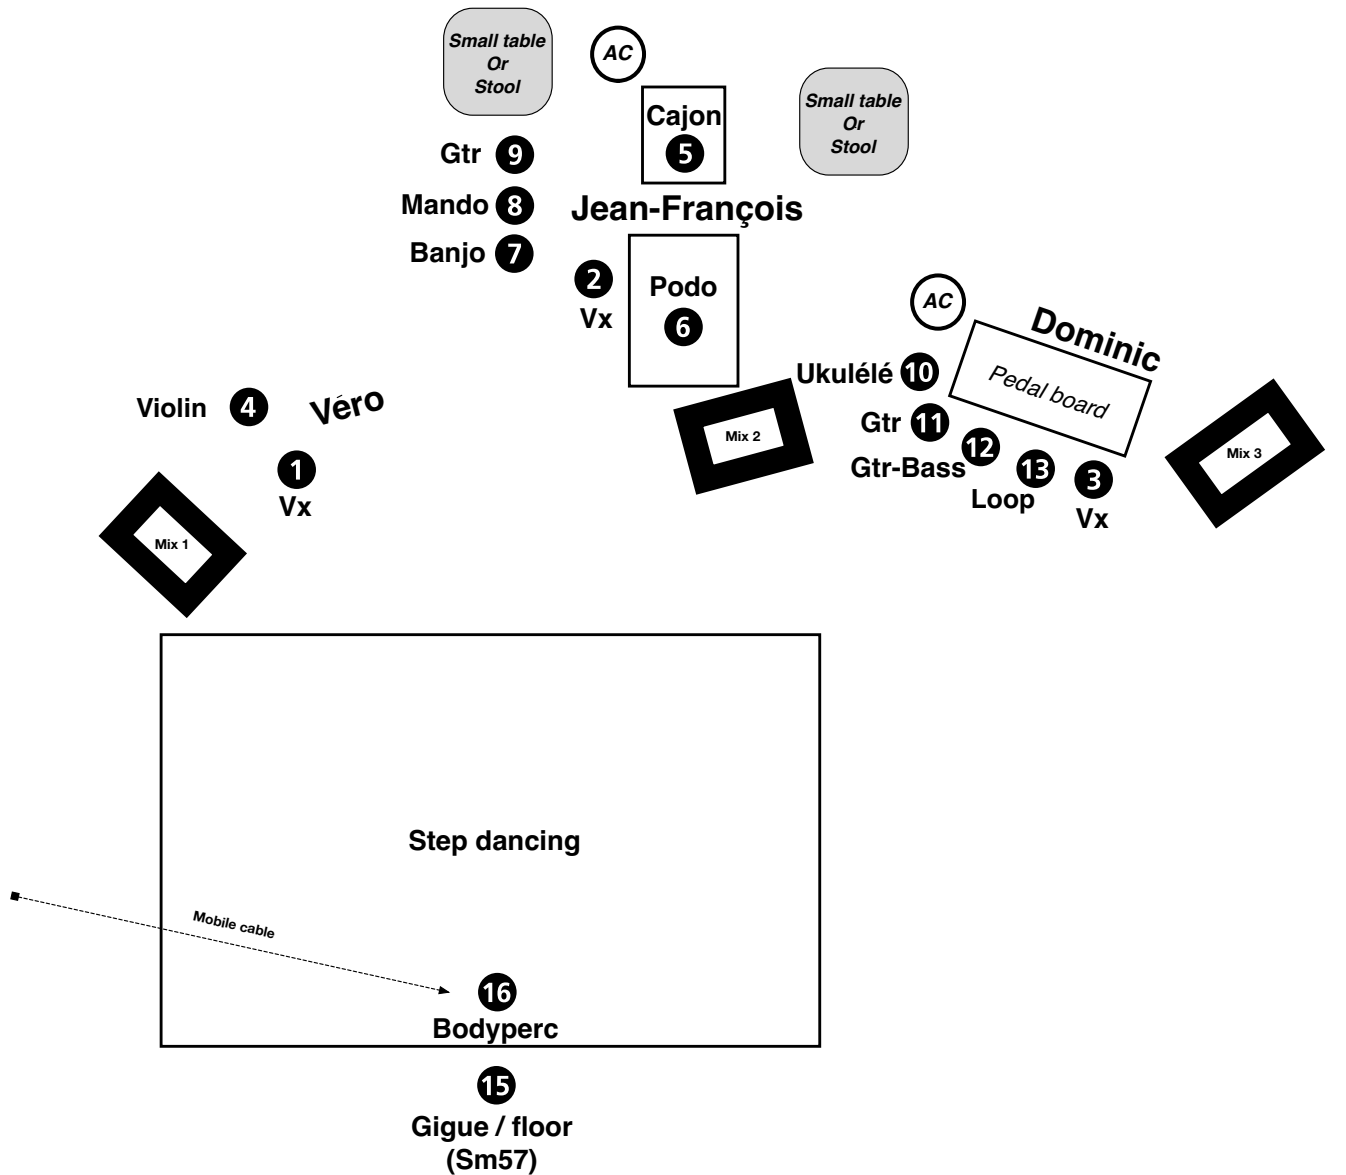 Small table
Or
Stool
AC
Cajon
5
Small table
Or
Stool
Gtr 9
Mando 8
Banjo 7
Jean-François
2
Vx
Podo
6
AC
Dominic
Pedal board
Ukulélé 10
Gtr 11
Gtr-Bass 12
Loop 13
3
Vx
Violin 4
Véro
1
Vx
Mix 1
Mix 2
Mix 3
Step dancing
Mobile cable
16
Bodyperc
15
Gigue / floor
(Sm57)